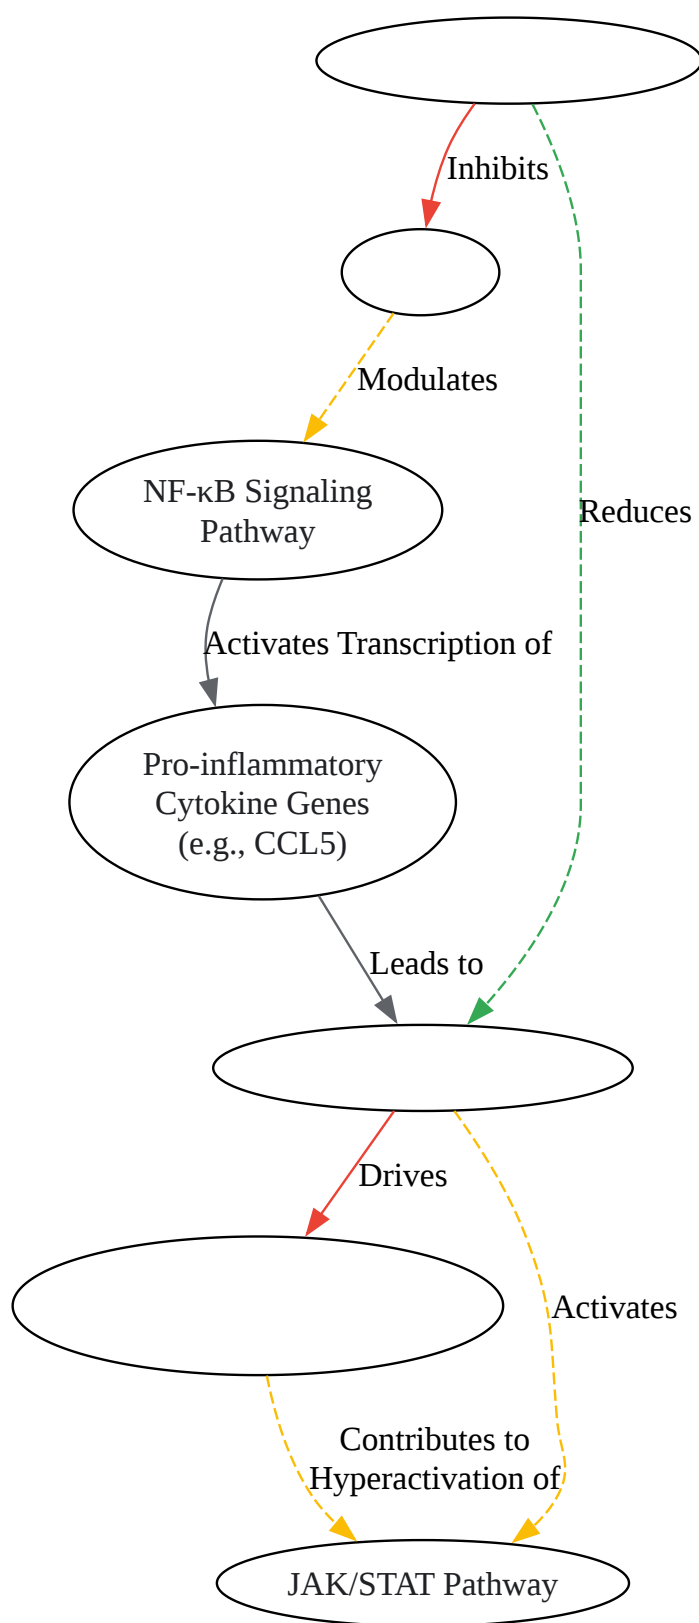 Inhibits
Modulates
NF-κB Signaling
Pathway
Reduces
Activates Transcription of
Pro-inflammatory
Cytokine Genes
(e.g., CCL5)
Leads to
Drives
Activates
Contributes to
Hyperactivation of
JAK/STAT Pathway